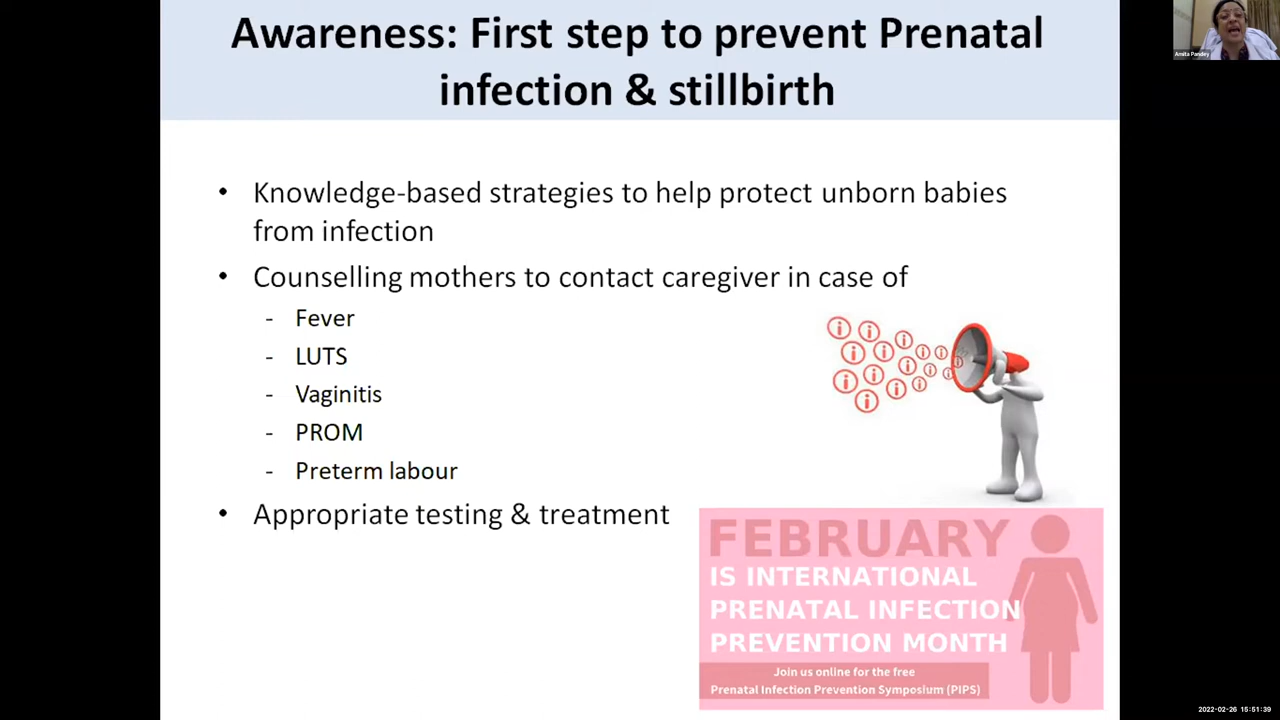 Awareness: First step to prevent Prenatal
infection & stillbirth
Amita Pandey
• Knowledge-based strategies to help protect unborn babies
from infection
• Counselling mothers to contact caregiver in case of
- Fever
- LUTS
- Vaginitis
- PROM
- Preterm labour
• Appropriate testing & treatment
FEBRUARY
IS INTERNATIONAL
PRENATAL INFECTION
PREVENTION MONTH
Join us online for the free
Prenatal Infection Prevention Symposium (PIPS)
2022-02-26 15:51:39